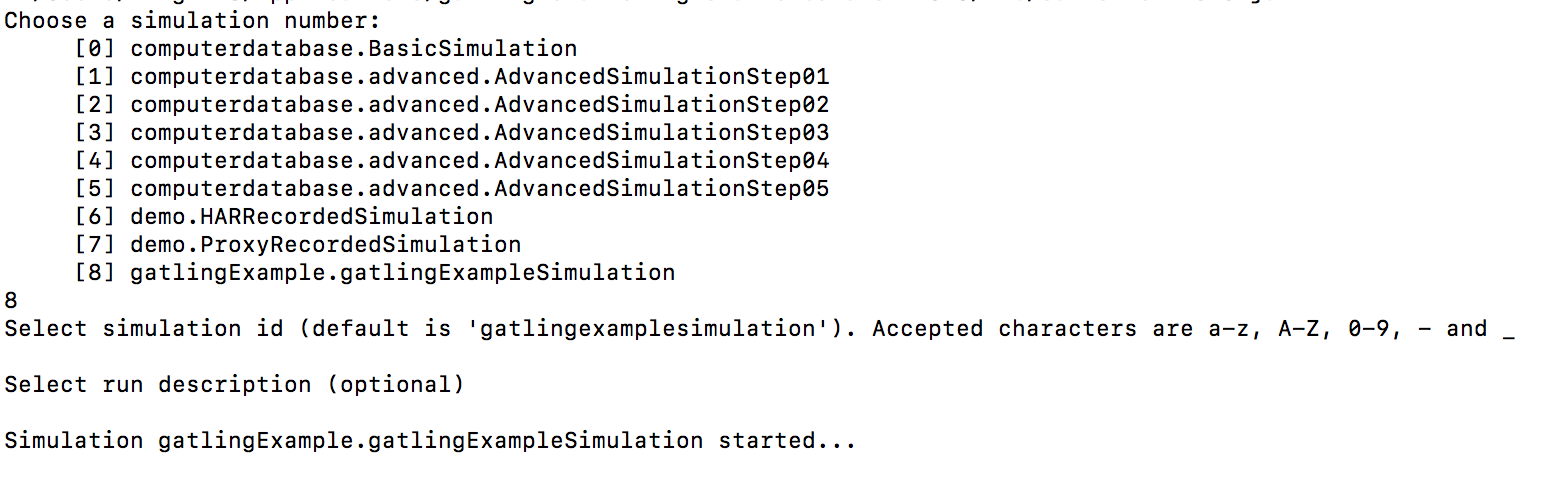 Choose a simulation number:
[0] computerdatabase.BasicSimulation
[1] computerdatabase.advanced.AdvancedSimulationStep01
[2] computerdatabase.advanced.AdvancedSimulationStep02
[3] computerdatabase.advanced.AdvancedSimulationStep03
[4] computerdatabase.advanced.AdvancedSimulationStep04
[5] computerdatabase.advanced.AdvancedSimulationStep05
[6] demo.HARRecordedSimulation
[7] demo.ProxyRecordedSimulation
[8] gatlingExample.gatlingExampleSimulation
8
Select simulation id (default is 'gatlingexamplesimulation'). Accepted characters are a-z, A-Z, 0-9, - and _
Select run description (optional)
Simulation gatlingExample.gatlingExampleSimulation started...